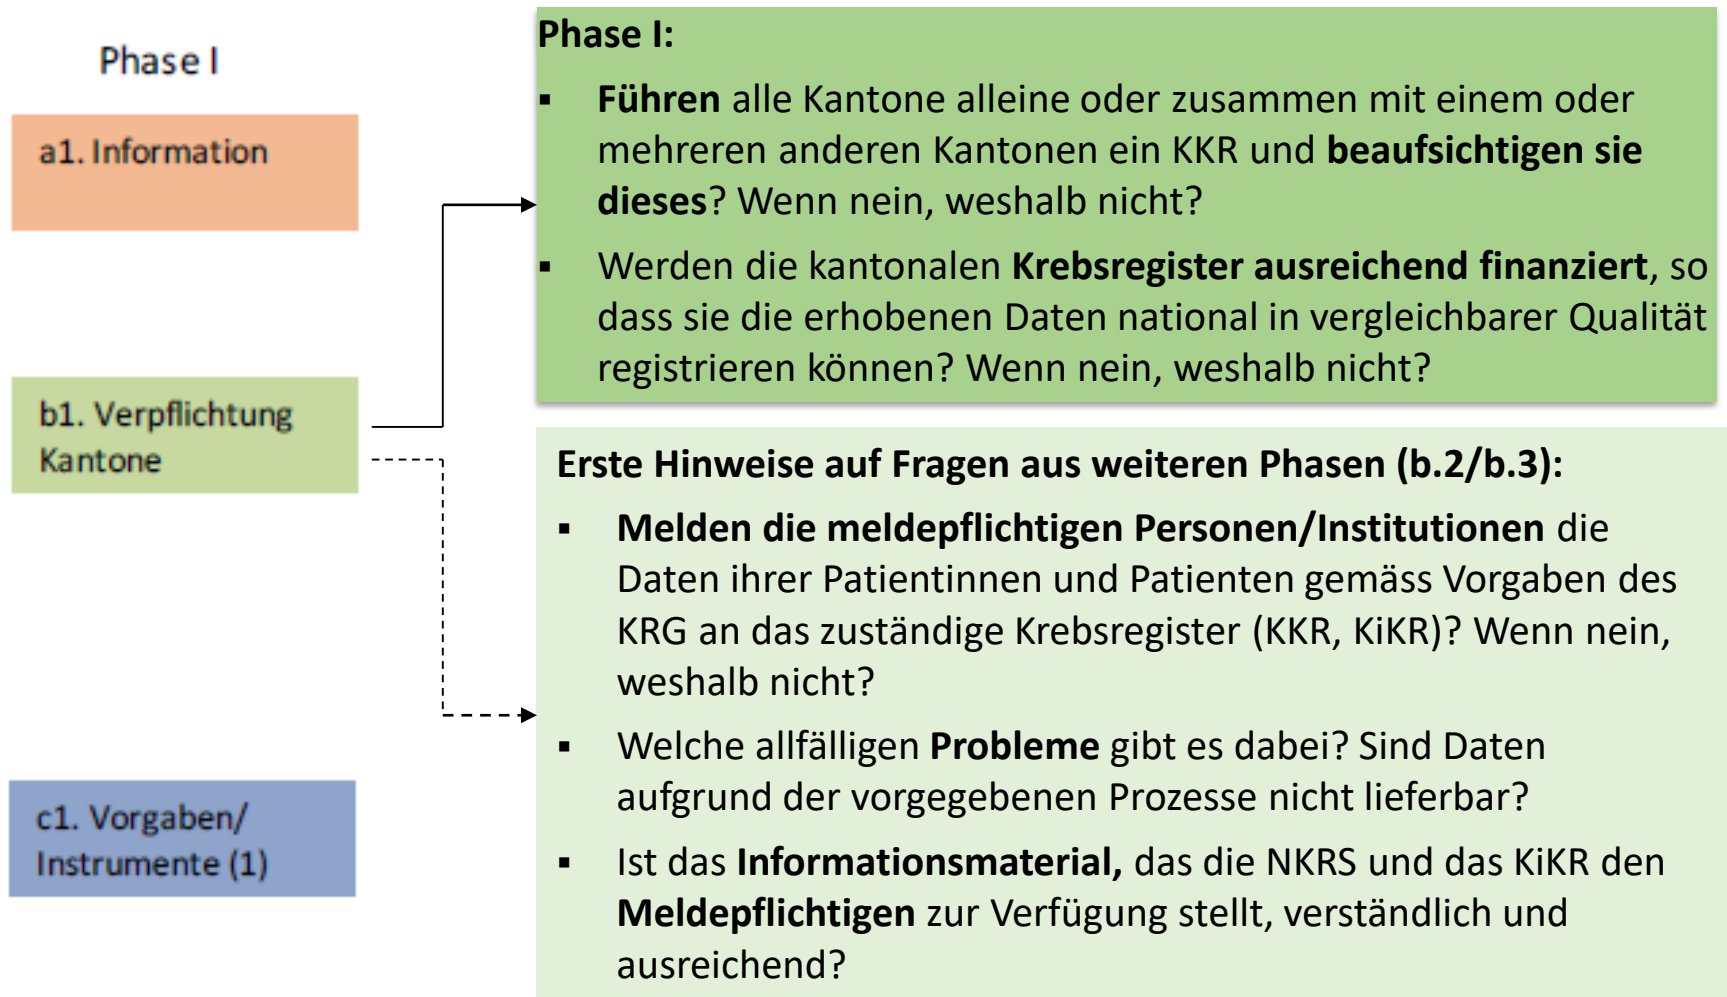 Phase I
a1. Information
b1. Verpflichtung
Kantone
c1. Vorgaben/
Instrumente (1)
Phase I:
▪ Führen alle Kantone alleine oder zusammen mit einem oder
mehreren anderen Kantonen ein KKR und beaufsichtigen sie
dieses? Wenn nein, weshalb nicht?
▪ Werden die kantonalen Krebsregister ausreichend finanziert, so
dass sie die erhobenen Daten national in vergleichbarer Qualität
registrieren können? Wenn nein, weshalb nicht?
Erste Hinweise auf Fragen aus weiteren Phasen (b.2/b.3):
▪ Melden die meldepflichtigen Personen/Institutionen die
Daten ihrer Patientinnen und Patienten gemäss Vorgaben des
KRG an das zuständige Krebsregister (KKR, KiKR)? Wenn nein,
weshalb nicht?
▪ Welche allfälligen Probleme gibt es dabei? Sind Daten
aufgrund der vorgegebenen Prozesse nicht lieferbar?
▪ Ist das Informationsmaterial, das die NKRS und das KiKR den
Meldepflichtigen zur Verfügung stellt, verständlich und
ausreichend?